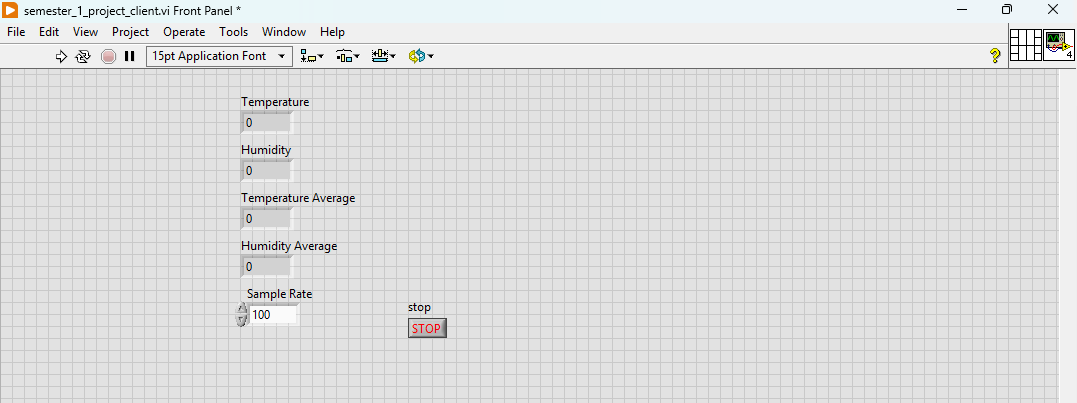 semester_1_project_client.vi Front Panel *
File Edit View Project Operate Tools Window Help
15pt Application Font
?
4
Temperature
0
Humidity
0
Temperature Average
0
Humidity Average
0
Sample Rate
100
stop
STOP